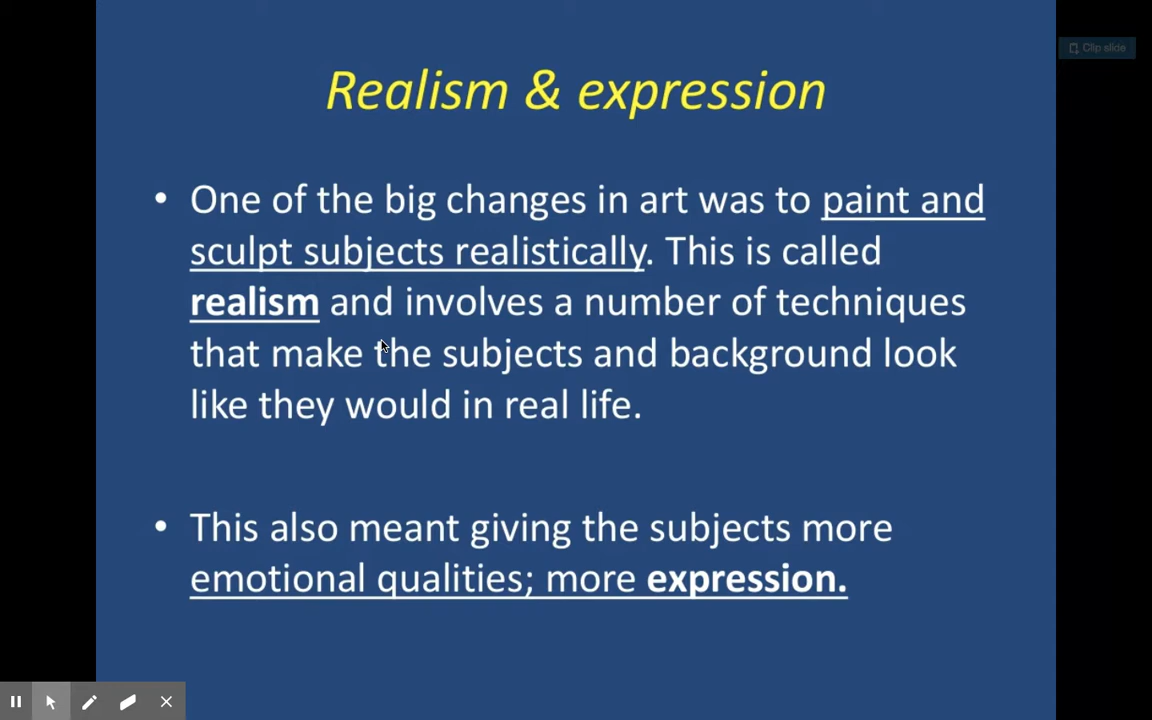 Clip slide
Realism & expression
• One of the big changes in art was to paint and
sculpt subjects realistically. This is called
realism and involves a number of techniques
that make the subjects and background look
like they would in real life.
• This also meant giving the subjects more
emotional qualities; more expression.